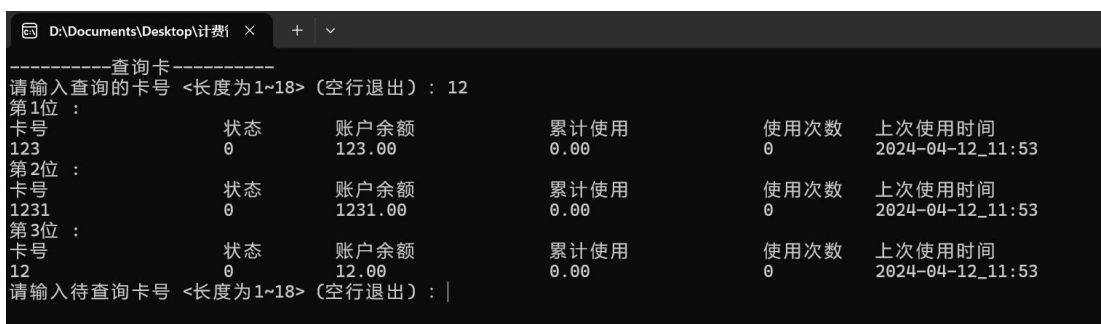 D:\Documents\Desktop\计费
----------查询卡----------
请输入查询的卡号 <长度为1~18>（空行退出）: 12
第1位 :
卡号 状态 账户余额 累计使用 使用次数 上次使用时间
123 0 123.00 0.00 0 2024-04-12_11:53
第2位 :
卡号 状态 账户余额 累计使用 使用次数 上次使用时间
1231 0 1231.00 0.00 0 2024-04-12_11:53
第3位 :
卡号 状态 账户余额 累计使用 使用次数 上次使用时间
12 0 12.00 0.00 0 2024-04-12_11:53
请输入待查询卡号 <长度为1~18>（空行退出）: